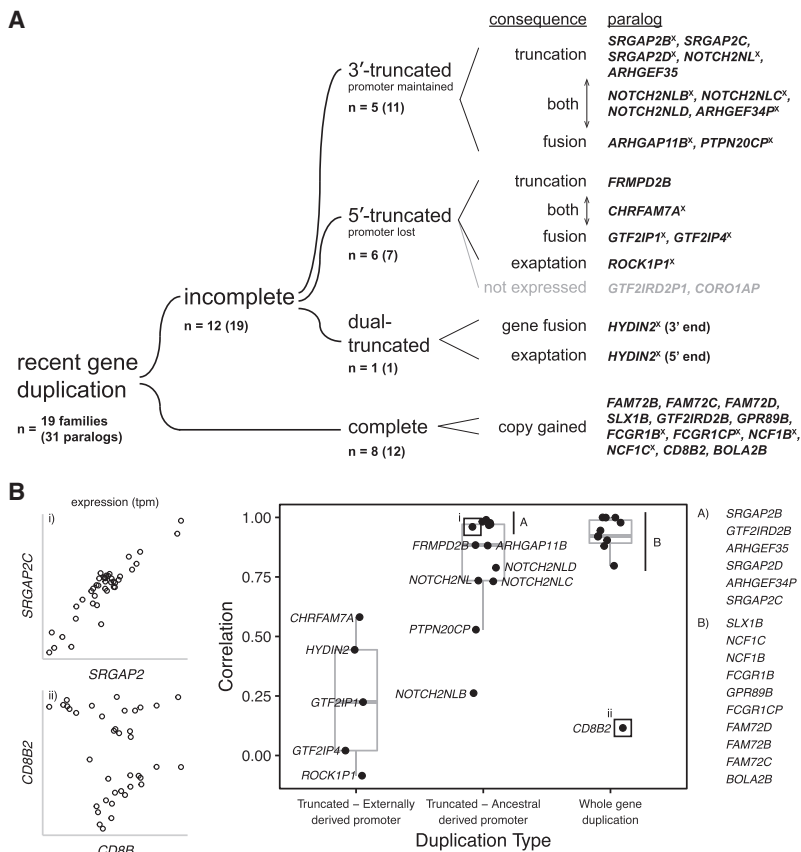 A
consequence
paralog
3′-truncated
promoter maintained
n = 5 (11)
truncation
SRGAP2Bˣ, SRGAP2C,
SRGAP2Dˣ, NOTCH2NLˣ,
ARHGEF35
both
NOTCH2NLBˣ, NOTCH2NLCˣ,
NOTCH2NLD, ARHGEF34Pˣ
fusion
ARHGAP11Bˣ, PTPN20CPˣ
5′-truncated
promoter lost
n = 6 (7)
truncation
FRMPD2B
both
CHRFAM7Aˣ
fusion
GTF2IP1ˣ, GTF2IP4ˣ
exaptation
ROCK1P1ˣ
not expressed
GTF2IRD2P1, CORO1AP
incomplete
n = 12 (19)
dual-
truncated
n = 1 (1)
gene fusion
HYDIN2ˣ (3’ end)
exaptation
HYDIN2ˣ (5’ end)
recent gene
duplication
n = 19 families
(31 paralogs)
complete
n = 8 (12)
copy gained
FAM72B, FAM72C, FAM72D,
SLX1B, GTF2IRD2B, GPR89B,
FCGR1Bˣ, FCGR1CPˣ, NCF1Bˣ,
NCF1Cˣ, CD8B2, BOLA2B
B
expression (tpm)
i)
SRGAP2C
SRGAP2
ii)
CD8B2
CD8B
Correlation
1.00
0.75
0.50
0.25
0.00
i
A
B
FRMPD2B
ARHGAP11B
NOTCH2NLD
NOTCH2NL
NOTCH2NLC
CHRFAM7A
PTPN20CP
HYDIN2
NOTCH2NLB
GTF2IP1
ii
CD8B2
GTF2IP4
ROCK1P1
Truncated − Externally
derived promoter
Truncated − Ancestral
derived promoter
Whole gene
duplication
Duplication Type
A) SRGAP2B
GTF2IRD2B
ARHGEF35
SRGAP2D
ARHGEF34P
SRGAP2C
B) SLX1B
NCF1C
NCF1B
FCGR1B
GPR89B
FCGR1CP
FAM72D
FAM72B
FAM72C
BOLA2B